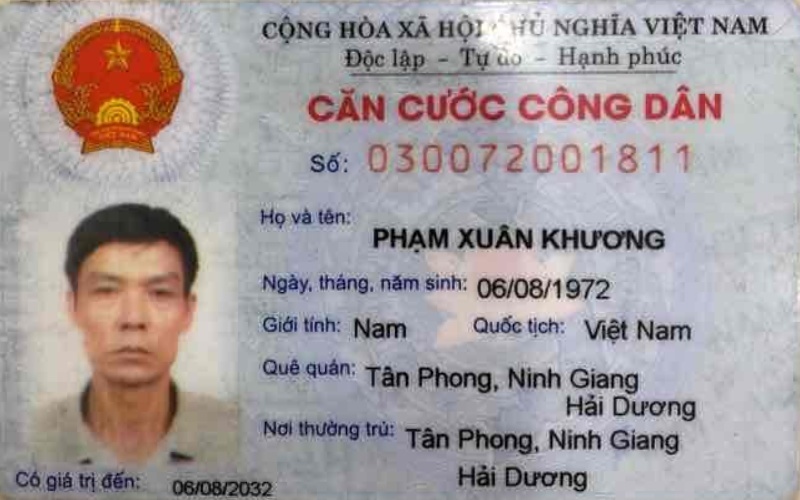 CỘNG HÒA XÃ HỘI CHỦ NGHĨA VIỆT NAM
Độc lập - Tự do - Hạnh phúc
CĂN CƯỚC CÔNG DÂN
Số: 030072001811
Họ và tên:
PHẠM XUÂN KHƯƠNG
Ngày, tháng, năm sinh: 06/08/1972
Giới tính: Nam Quốc tịch: Việt Nam
Quê quán: Tân Phong, Ninh Giang
Hải Dương
Nơi thường trú: Tân Phong, Ninh Giang
Hải Dương
Có giá trị đến: 06/08/2032